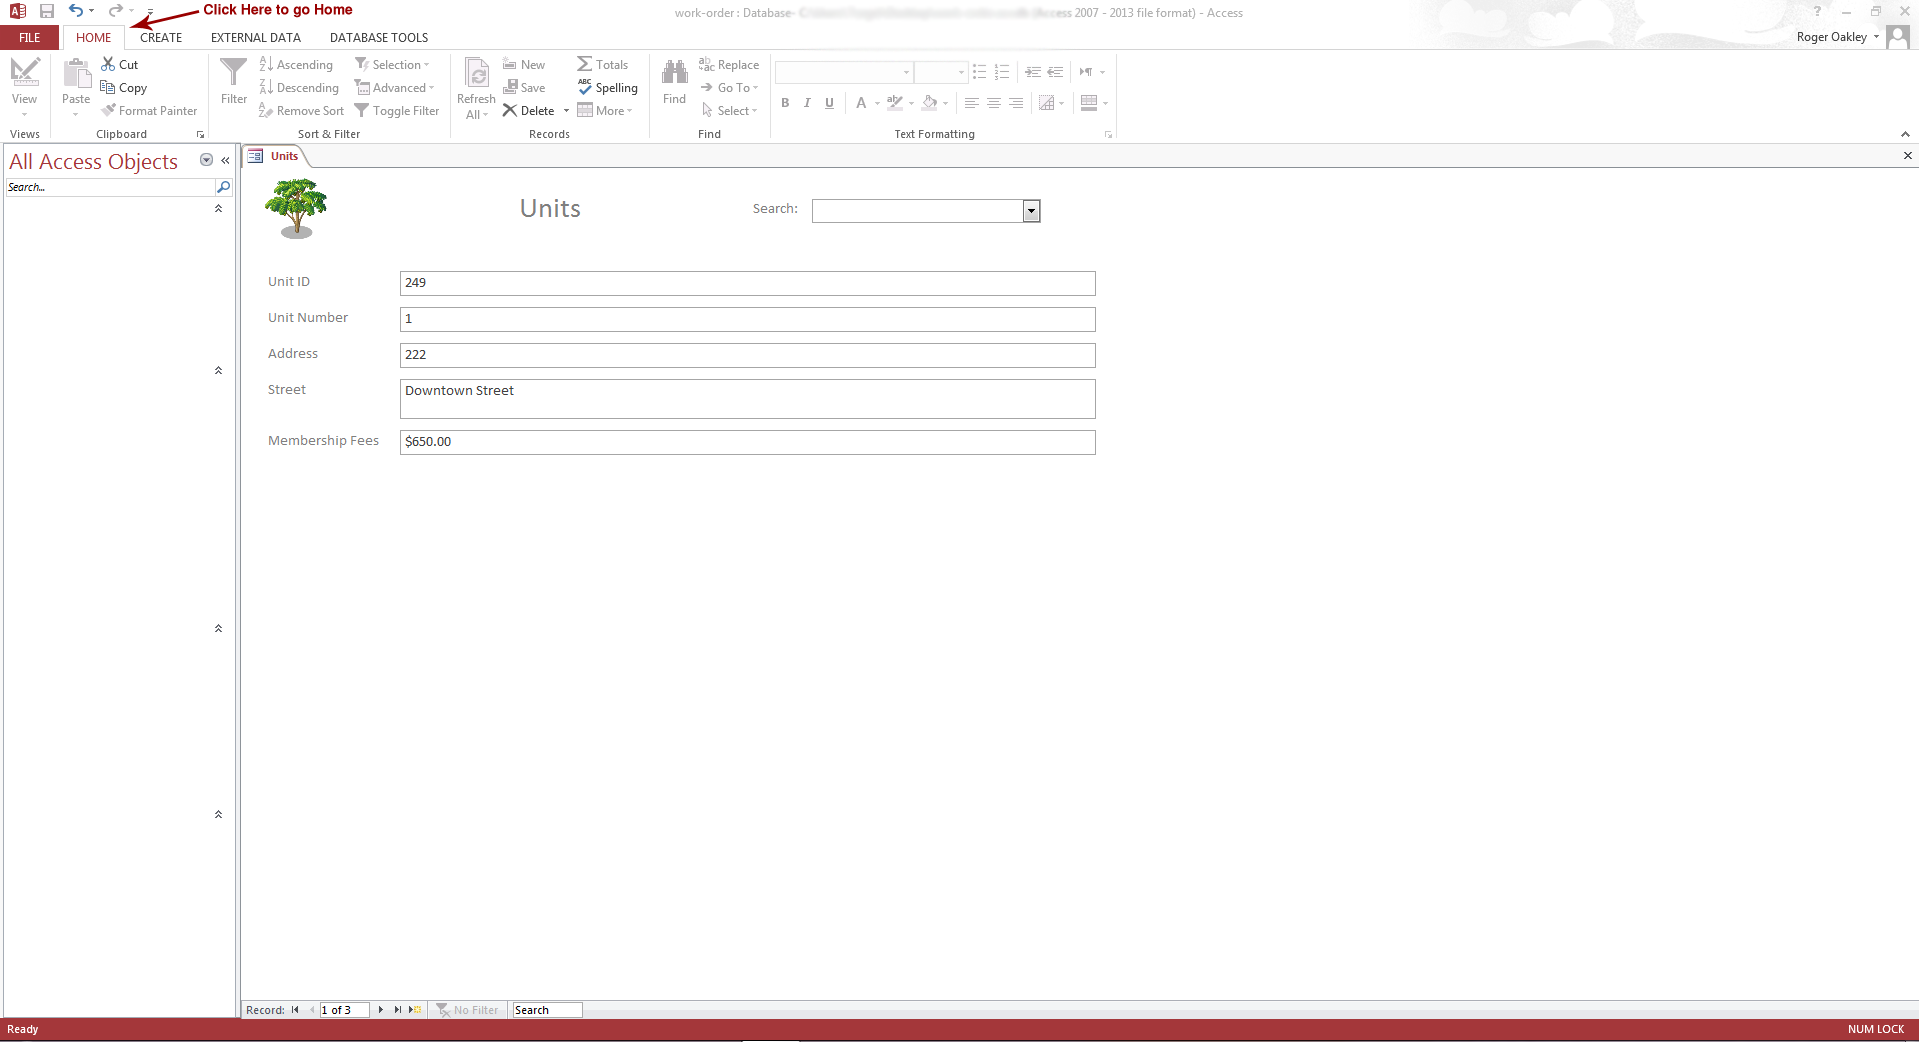 Click Here to go Home
work-order : Database- (Access 2007 - 2013 file format) - Access
?
FILE HOME CREATE EXTERNAL DATA DATABASE TOOLS
Roger Oakley
View
Views
Paste
Cut
Copy
Format Painter
Clipboard
Filter
Ascending
Descending
Remove Sort
Selection
Advanced
Toggle Filter
Sort & Filter
Refresh
All
New
Save
Delete
Totals
Spelling
More
Records
Find
Replace
Go To
Select
Find
B I U A
Text Formatting
All Access Objects
Search...
Units
Units
Search:
Unit ID 249
Unit Number 1
Address 222
Street Downtown Street
Membership Fees $650.00
Record: 1 of 3 No Filter Search
Ready
NUM LOCK